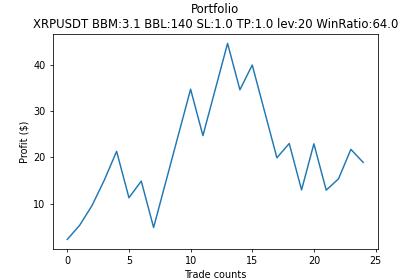 Portfolio
XRPUSDT BBM:3.1 BBL:140 SL:1.0 TP:1.0 lev:20 WinRatio:64.0
40
30
20
10
Profit ($)
0 5 10 15 20 25
Trade counts